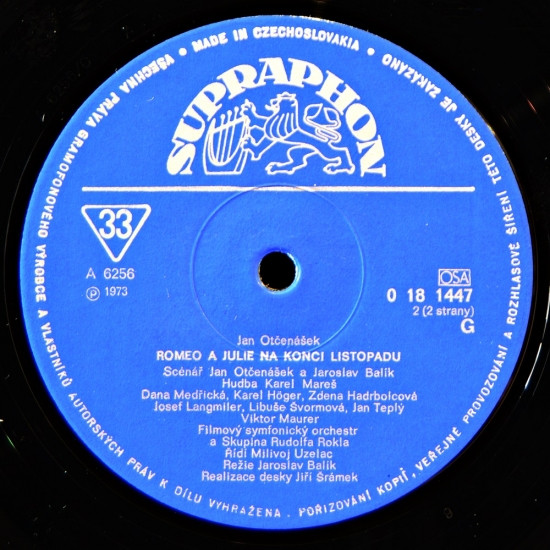 VŠECHNA PRÁVA GRAMOFONOVÉHO VÝROBCE A VLASTNÍKŮ AUTORSKÝCH PRÁV K DÍLU VYHRAŽENA. POŘIZOVÁNÍ KOPIÍ, VEŘEJNÉ PROVOZOVÁNÍ A ROZHLASOVÉ ŠÍŘENÍ TÉTO DESKY JE ZAKÁZÁNO • MADE IN CZECHOSLOVAKIA •
SUPRAPHON
33
A 6256
Ⓟ 1973
OSA
0 18 1447
2 (2 strany)
G
Jan Otčenášek
ROMEO A JULIE NA KONCI LISTOPADU
Scénář Jan Otčenášek a Jaroslav Balík
Hudba Karel Mareš
Dana Medřická, Karel Höger, Zdena Hadrbolcová
Josef Langmiler, Libuše Švormová, Jan Teplý
Viktor Maurer
Filmový symfonický orchestr
a Skupina Rudolfa Rokla
Řídí Milivoj Uzelac
Režie Jaroslav Balík
Realizace desky Jiří Šrámek